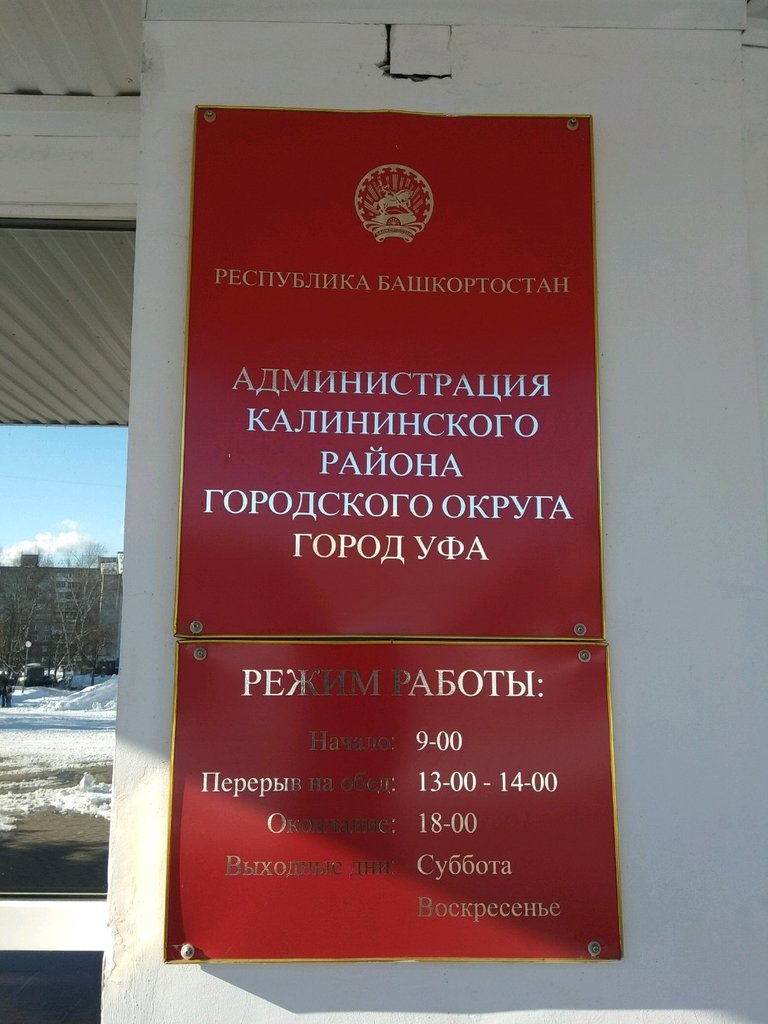 РЕСПУБЛИКА БАШКОРТОСТАН
АДМИНИСТРАЦИЯ
КАЛИНИНСКОГО
РАЙОНА
ГОРОДСКОГО ОКРУГА
ГОРОД УФА
РЕЖИМ РАБОТЫ:
Начало: 9-00
Перерыв на обед: 13-00 - 14-00
Окончание: 18-00
Выходные дни: Суббота
Воскресенье